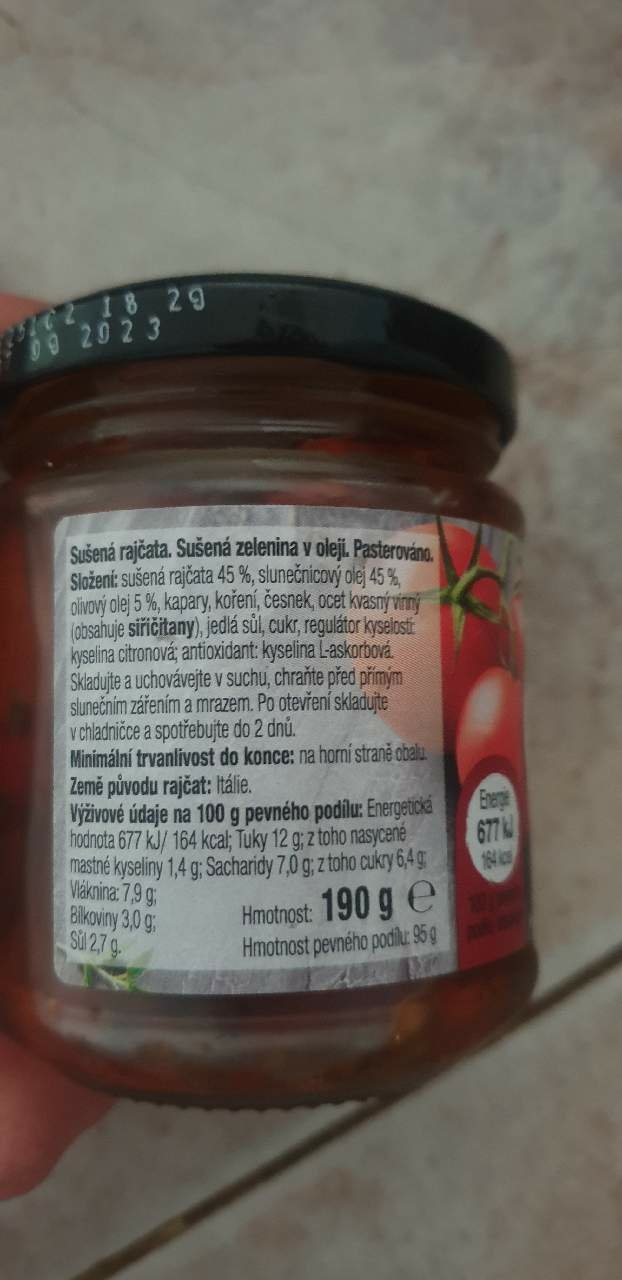 18 29
09 2023
Sušená rajčata. Sušená zelenina v oleji. Pasterováno.
Složení: sušená rajčata 45 %, slunečnicový olej 45 %,
olivový olej 5 %, kapary, koření, česnek, ocet kvasný vinný
(obsahuje siřičitany), jedlá sůl, cukr, regulátor kyselosti:
kyselina citronová; antioxidant: kyselina L-askorbová.
Skladujte a uchovávejte v suchu, chraňte před přímým
slunečním zářením a mrazem. Po otevření skladujte
v chladničce a spotřebujte do 2 dnů.
Minimální trvanlivost do konce: na horní straně obalu.
Země původu rajčat: Itálie.
Výživové údaje na 100 g pevného podílu: Energetická
hodnota 677 kJ/ 164 kcal; Tuky 12 g; z toho nasycené
mastné kyseliny 1,4 g; Sacharidy 7,0 g; z toho cukry 6,4 g;
Vláknina: 7,9 g;
Bílkoviny 3,0 g;
Sůl 2,7 g.
Hmotnost: 190 g e
Hmotnost pevného podílu: 95 g
Energie
677 kJ
164 kcal